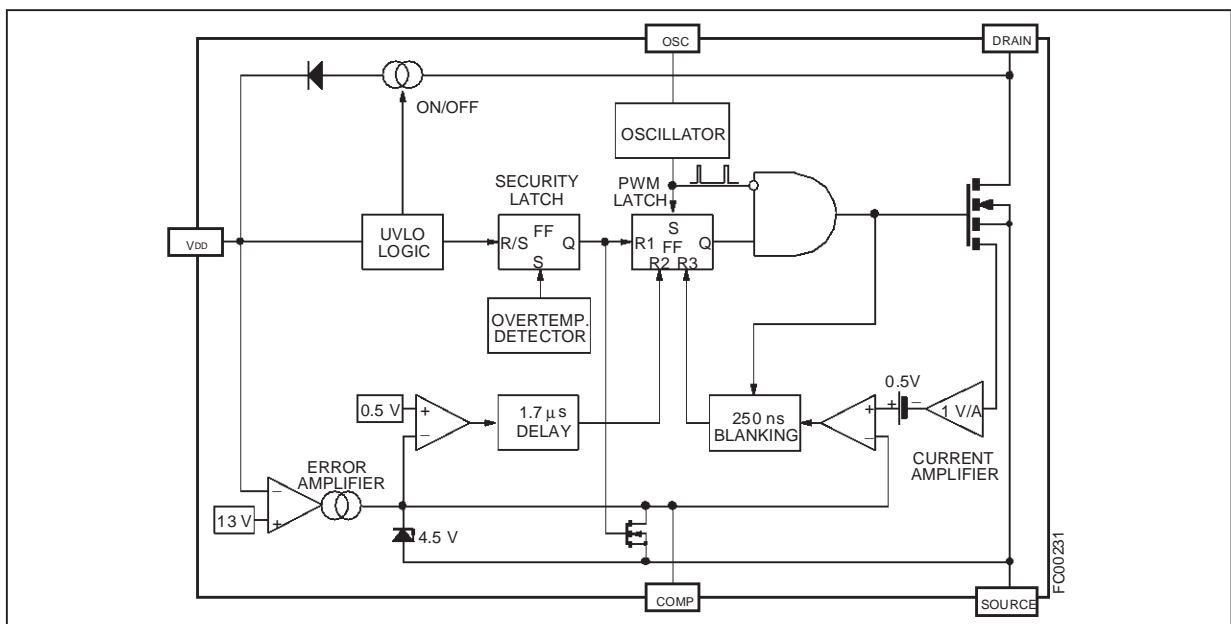 OSC
DRAIN
ON/OFF
OSCILLATOR
SECURITY
LATCH
PWM
LATCH
VDD
UVLO
LOGIC
R/S
FF
Q
S
R1
S
FF
Q
R2 R3
OVERTEMP.
DETECTOR
0.5 V
+
−
1.7 μs
DELAY
250 ns
BLANKING
+
−
0.5V
+
−
1 V/A
CURRENT
AMPLIFIER
ERROR
AMPLIFIER
−
+
13 V
4.5 V
COMP
SOURCE
FC00231